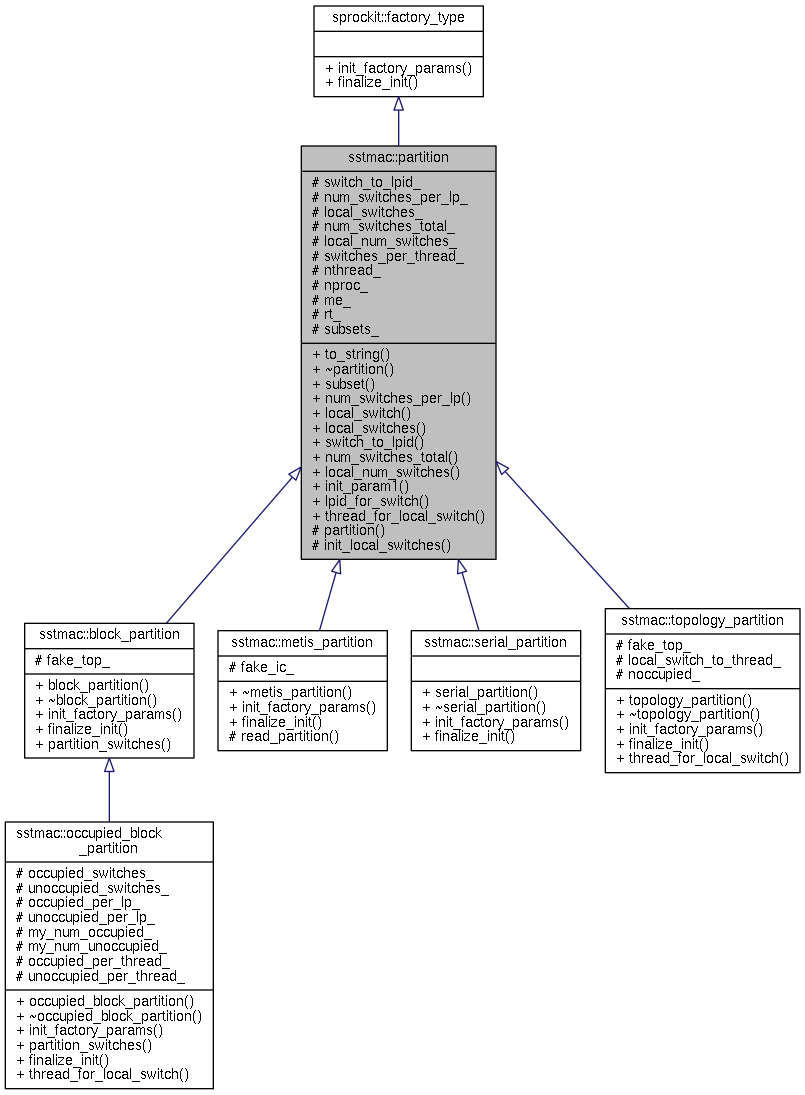 sprockit::factory_type
+ init_factory_params()
+ finalize_init()
sstmac::partition
# switch_to_lpid_
# num_switches_per_lp_
# local_switches_
# num_switches_total_
# local_num_switches_
# switches_per_thread_
# nthread_
# nproc_
# me_
# rt_
# subsets_
+ to_string()
+ ~partition()
+ subset()
+ num_switches_per_lp()
+ local_switch()
+ local_switches()
+ switch_to_lpid()
+ num_switches_total()
+ local_num_switches()
+ init_param1()
+ lpid_for_switch()
+ thread_for_local_switch()
# partition()
# init_local_switches()
sstmac::block_partition
# fake_top_
+ block_partition()
+ ~block_partition()
+ init_factory_params()
+ finalize_init()
+ partition_switches()
sstmac::metis_partition
# fake_ic_
+ ~metis_partition()
+ init_factory_params()
+ finalize_init()
# read_partition()
sstmac::serial_partition
+ serial_partition()
+ ~serial_partition()
+ init_factory_params()
+ finalize_init()
sstmac::topology_partition
# fake_top_
# local_switch_to_thread_
# noccupied_
+ topology_partition()
+ ~topology_partition()
+ init_factory_params()
+ finalize_init()
+ thread_for_local_switch()
sstmac::occupied_block
_partition
# occupied_switches_
# unoccupied_switches_
# occupied_per_lp_
# unoccupied_per_lp_
# my_num_occupied_
# my_num_unoccupied_
# occupied_per_thread_
# unoccupied_per_thread_
+ occupied_block_partition()
+ ~occupied_block_partition()
+ init_factory_params()
+ partition_switches()
+ finalize_init()
+ thread_for_local_switch()